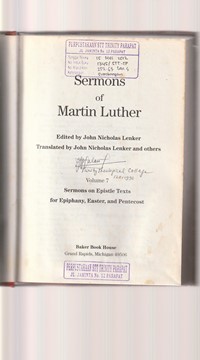 PERPUSTAKAAN STT TRINITY PARAPAT
Sermons
of
Martin Luther
Edited by John Nicholas Lenker
Translated by John Nicholas Lenker and others
Volume 7
Sermons on Epistle Texts
for Epiphany, Easter, and Pentecost
Baker Book House
Grand Rapids, Michigan 49506
PERPUSTAKAAN STT TRINITY PARAPAT